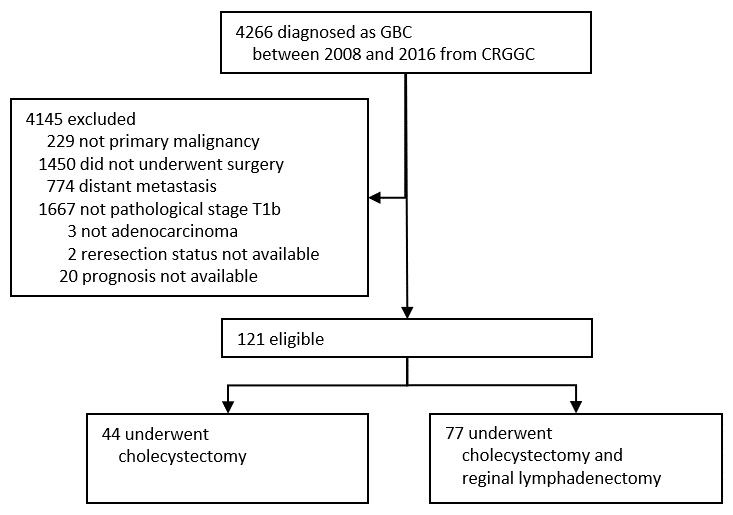 4266 diagnosed as GBC
between 2008 and 2016 from CRGGC
4145 excluded
229 not primary malignancy
1450 did not underwent surgery
774 distant metastasis
1667 not pathological stage T1b
3 not adenocarcinoma
2 reresection status not available
20 prognosis not available
121 eligible
44 underwent
cholecystectomy
77 underwent
cholecystectomy and
reginal lymphadenectomy